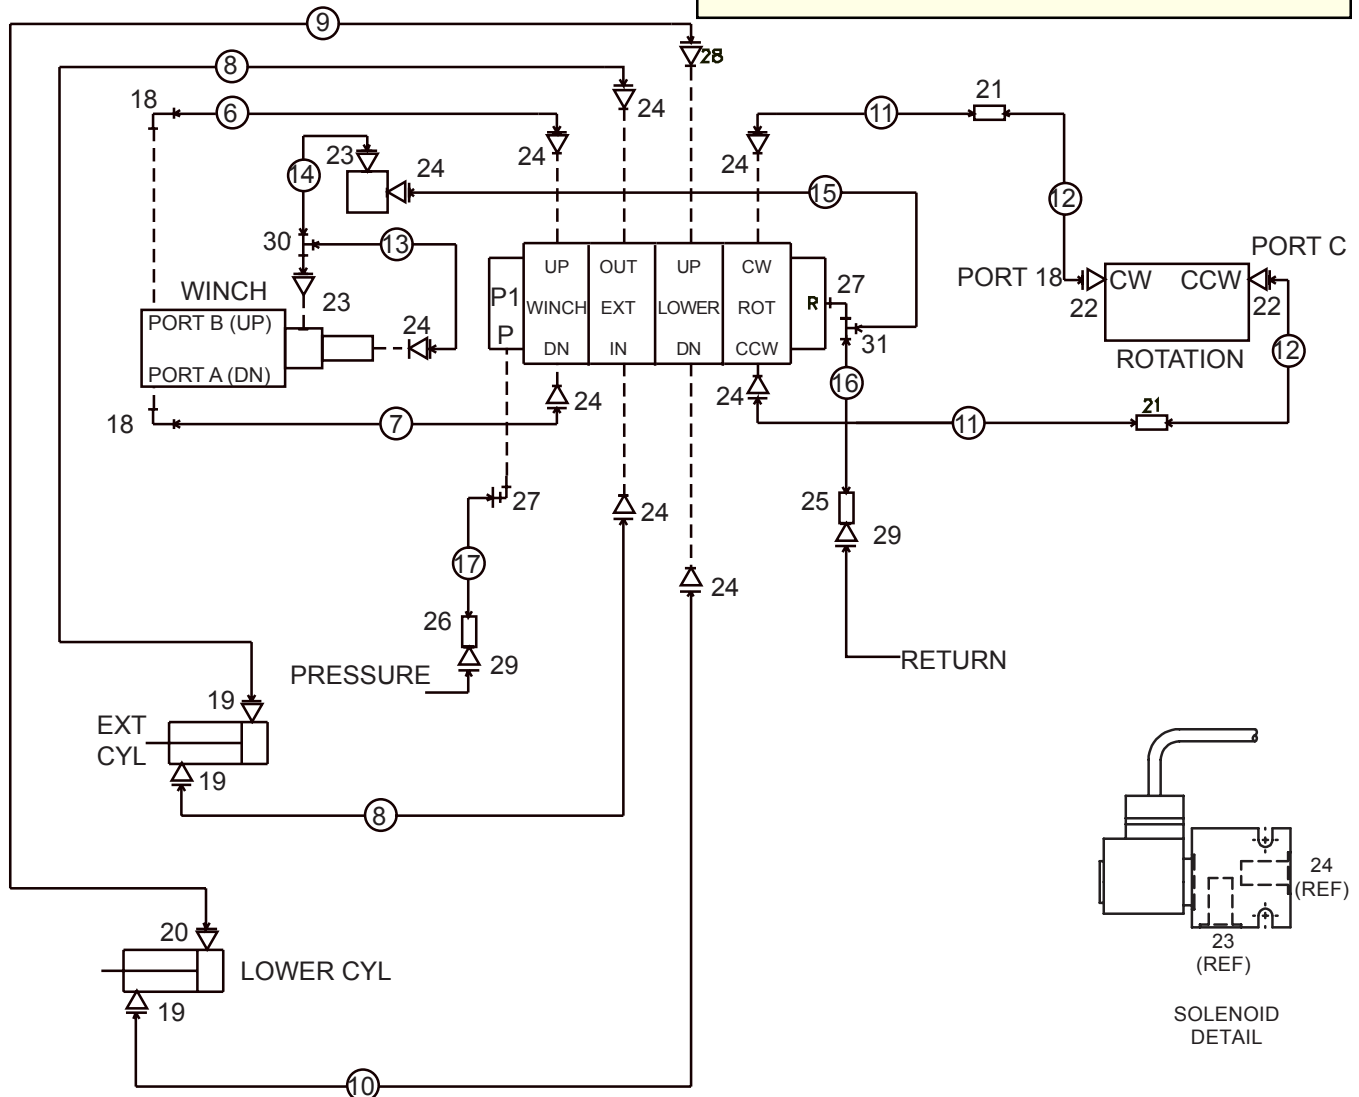 9
28
8
24
18
6
24
21
11
24
14
23
24
15
12
30
13
23
WINCH
PORT B (UP)
PORT A (DN)
24
18
7
24
P1
P
UP
WINCH
DN
OUT
EXT
IN
UP
LOWER
DN
CW
ROT
CCW
R
27
31
16
24
11
21
PORT 18
22
CW
CCW
PORT C
22
ROTATION
12
27
17
26
29
PRESSURE
24
24
25
29
RETURN
19
EXT
CYL
19
8
20
LOWER CYL
19
10
24
(REF)
23
(REF)
SOLENOID
DETAIL